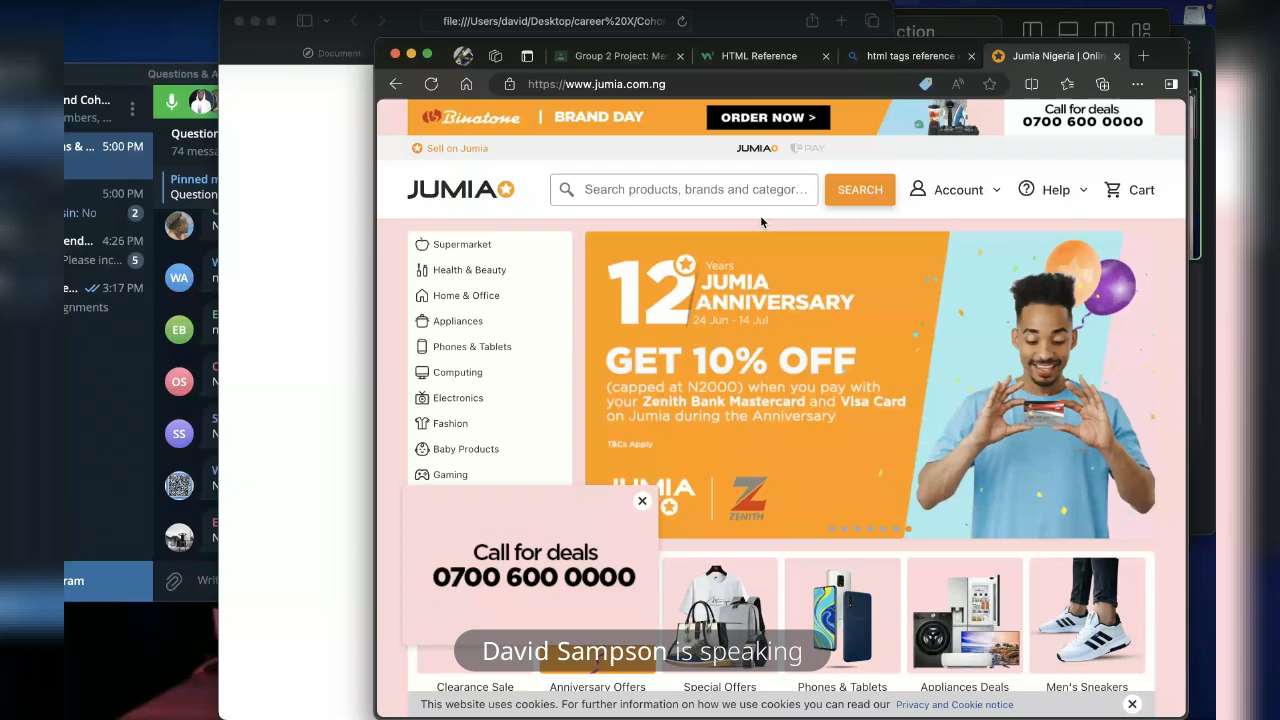 file:///Users/david/Desktop/career%20X/Cohor
ction
Document
Questions & A
nd Coh...
mbers, ...
s & ... 5:00 PM
5:00 PM
sin: No 2
end... 4:26 PM
Please inc... 5
e... 3:17 PM
gnments
ram
Question
74 messa
Pinned m
Question
WA
EB
OS
SS
Writ
Group 2 Project: Mec
HTML Reference
html tags reference
Jumia Nigeria | Onlin
https://www.jumia.com.ng
Binatone | BRAND DAY
ORDER NOW >
Call for deals
0700 600 0000
Sell on Jumia
JUMIA
PAY
JUMIA
Search products, brands and categor...
SEARCH
Account
Help
Cart
Supermarket
Health & Beauty
Home & Office
Appliances
Phones & Tablets
Computing
Electronics
Fashion
Baby Products
Gaming
12 Years
JUMIA
ANNIVERSARY
24 Jun - 14 Jul
GET 10% OFF
(capped at N2000) when you pay with
your Zenith Bank Mastercard and Visa Card
on Jumia during the Anniversary
T&Cs Apply
JUMIA
ZENITH
Call for deals
0700 600 0000
David Sampson is speaking
Clearance Sale
Anniversary Offers
Special Offers
Phones & Tablets
Appliances Deals
Men's Sneakers
This website uses cookies. For further information on how we use cookies you can read our Privacy and Cookie notice